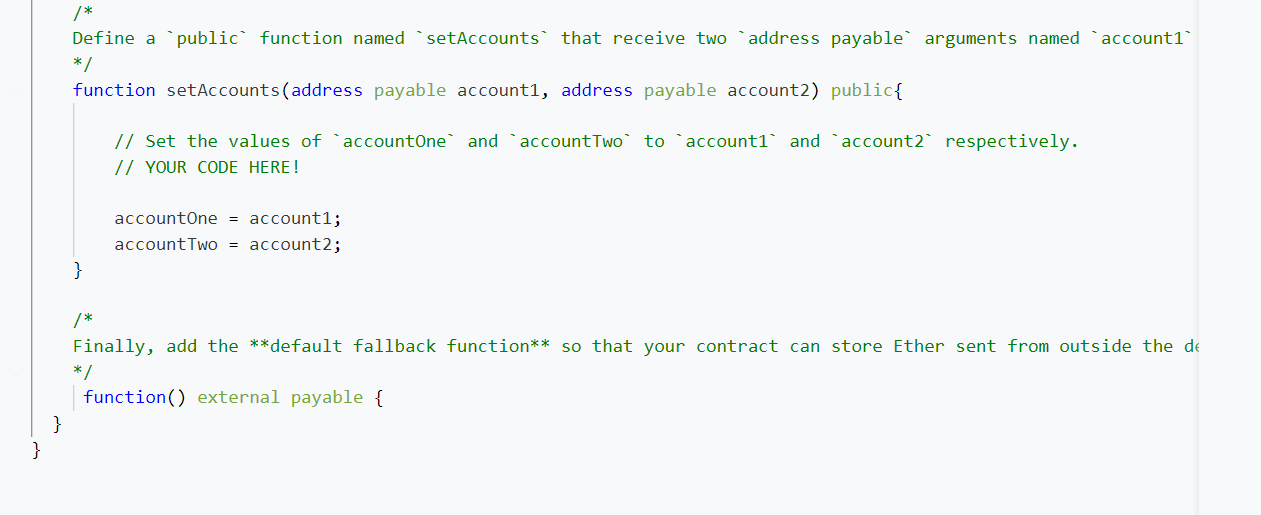 /*
Define a `public` function named `setAccounts` that receive two `address payable` arguments named `account1`
*/
function setAccounts(address payable account1, address payable account2) public{
// Set the values of `accountOne` and `accountTwo` to `account1` and `account2` respectively.
// YOUR CODE HERE!
accountOne = account1;
accountTwo = account2;
}
/*
Finally, add the **default fallback function** so that your contract can store Ether sent from outside the
*/
function() external payable {
}
}